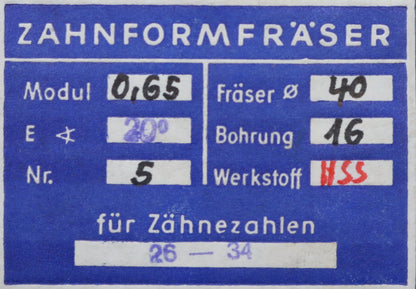 ZAHNFORMFRÄSER
Modul 0,65
E ∢ 20°
Nr. 5
Fräser ø 40
Bohrung 16
Werkstoff HSS
für Zähnezahlen
26 — 34